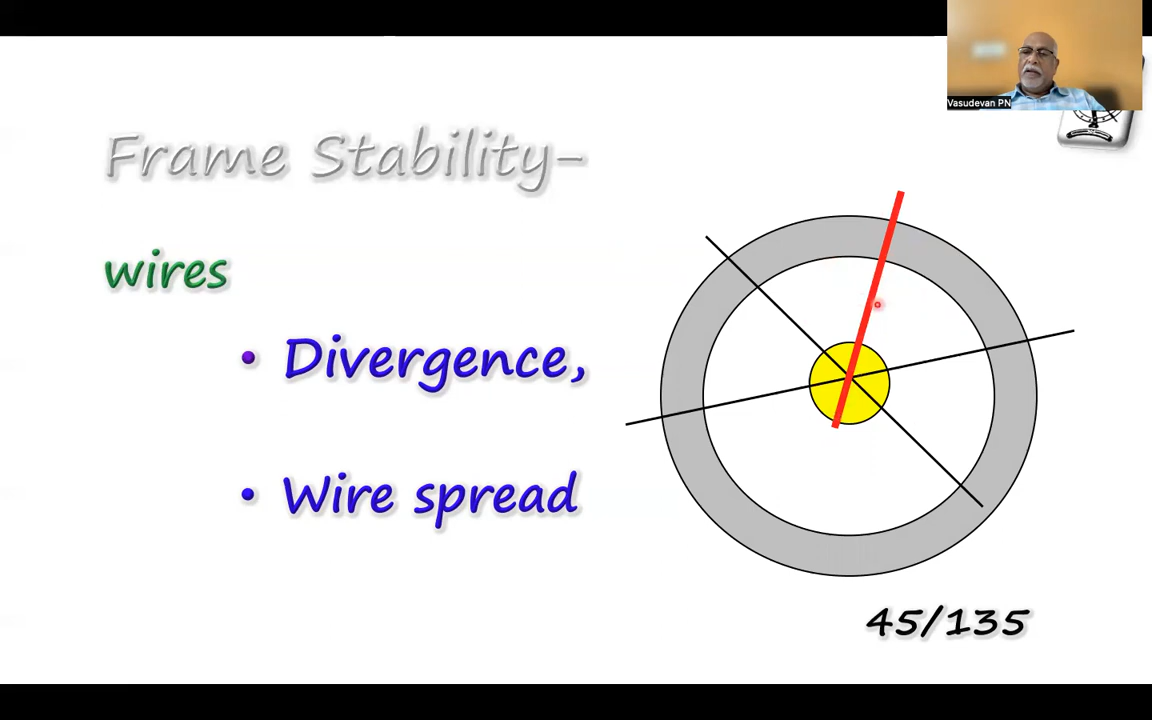 Vasudevan PN
Frame Stability-
wires
• Divergence,
• Wire spread
45/135